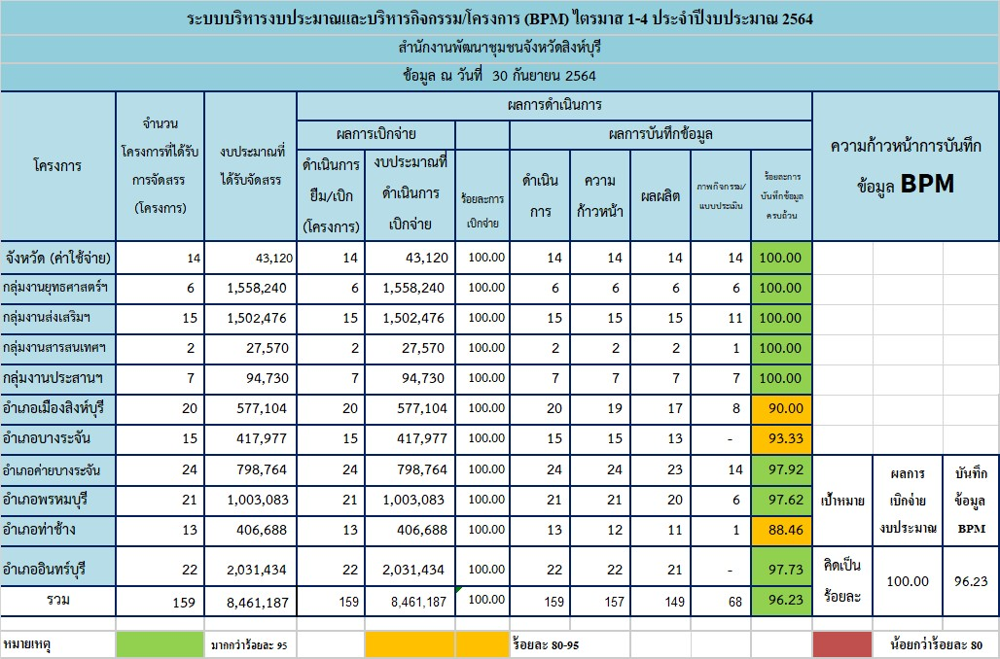 ระบบบริหารงบประมาณและบริหารกิจกรรม/โครงการ (BPM) ไตรมาส 1-4 ประจำปีงบประมาณ 2564
สำนักงานพัฒนาชุมชนจังหวัดสิงห์บุรี
ข้อมูล ณ วันที่ 30 กันยายน 2564
โครงการ
จำนวน
โครงการที่ได้รับ
การจัดสรร
(โครงการ)
งบประมาณที่
ได้รับจัดสรร
ผลการดำเนินการ
ผลการเบิกจ่าย
ดำเนินการ
ยืม/เบิก
(โครงการ)
งบประมาณที่
ดำเนินการ
เบิกจ่าย
ร้อยละการ
เบิกจ่าย
ผลการบันทึกข้อมูล
ดำเนิน
การ
ความ
ก้าวหน้า
ผลผลิต
ภาพกิจกรรม/
แบบประเมิน
ร้อยละการ
บันทึกข้อมูล
ครบถ้วน
ความก้าวหน้าการบันทึก
ข้อมูล BPM
จังหวัด (ค่าใช้จ่าย) 14 43,120 14 43,120 100.00 14 14 14 14 100.00
กลุ่มงานยุทธศาสตร์ฯ 6 1,558,240 6 1,558,240 100.00 6 6 6 6 100.00
กลุ่มงานส่งเสริมฯ 15 1,502,476 15 1,502,476 100.00 15 15 15 11 100.00
กลุ่มงานสารสนเทศฯ 2 27,570 2 27,570 100.00 2 2 2 1 100.00
กลุ่มงานประสานฯ 7 94,730 7 94,730 100.00 7 7 7 7 100.00
อำเภอเมืองสิงห์บุรี 20 577,104 20 577,104 100.00 20 19 17 8 90.00
อำเภอบางระจัน 15 417,977 15 417,977 100.00 15 15 13 - 93.33
อำเภอค่ายบางระจัน 24 798,764 24 798,764 100.00 24 24 23 14 97.92
อำเภอพรหมบุรี 21 1,003,083 21 1,003,083 100.00 21 21 20 6 97.62
อำเภอท่าช้าง 13 406,688 13 406,688 100.00 13 12 11 1 88.46
อำเภออินทร์บุรี 22 2,031,434 22 2,031,434 100.00 22 22 21 - 97.73
รวม 159 8,461,187 159 8,461,187 100.00 159 157 149 68 96.23
เป้าหมาย
ผลการ
เบิกจ่าย
งบประมาณ
บันทึก
ข้อมูล
BPM
คิดเป็น
ร้อยละ
100.00
96.23
หมายเหตุ มากกว่าร้อยละ 95 ร้อยละ 80-95 น้อยกว่าร้อยละ 80